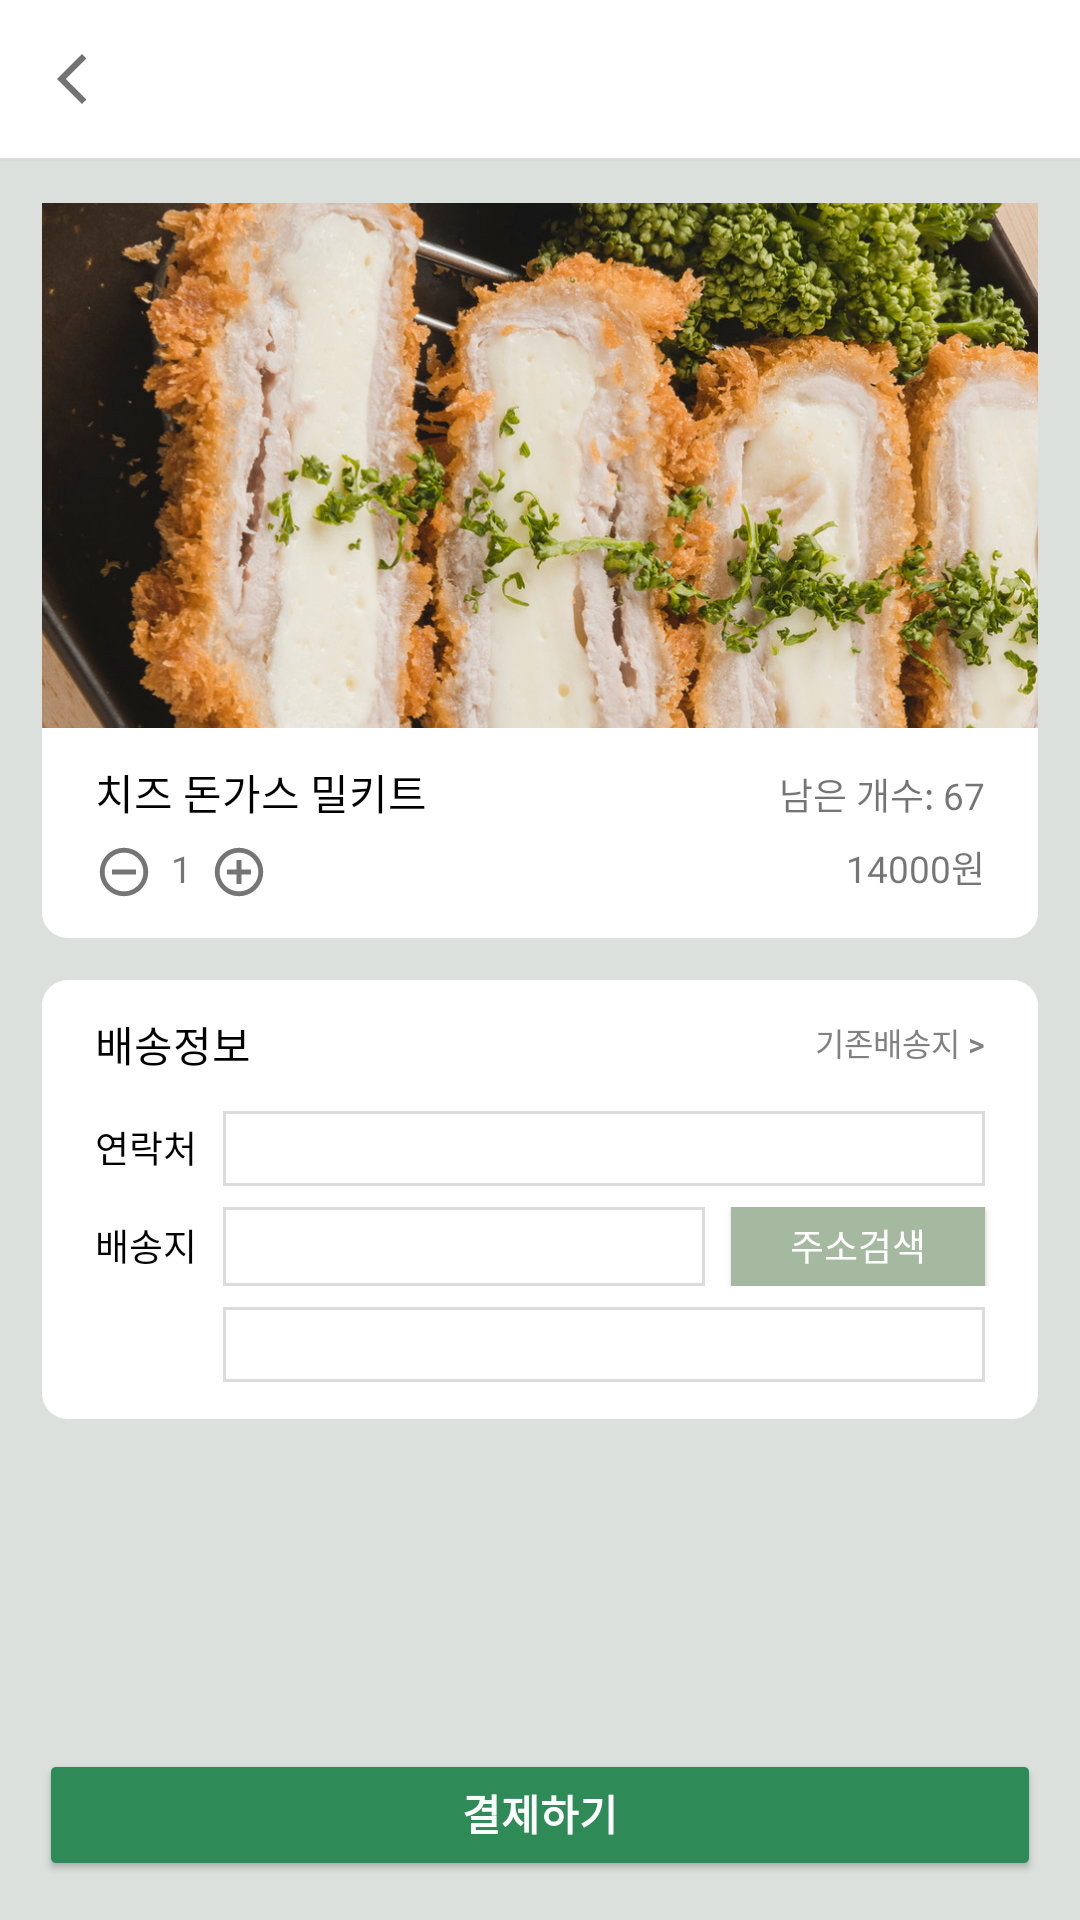 치즈 돈가스 밀키트
남은 개수: 67
1
14000원
배송정보
기존배송지 >
연락처
배송지
주소검색
결제하기